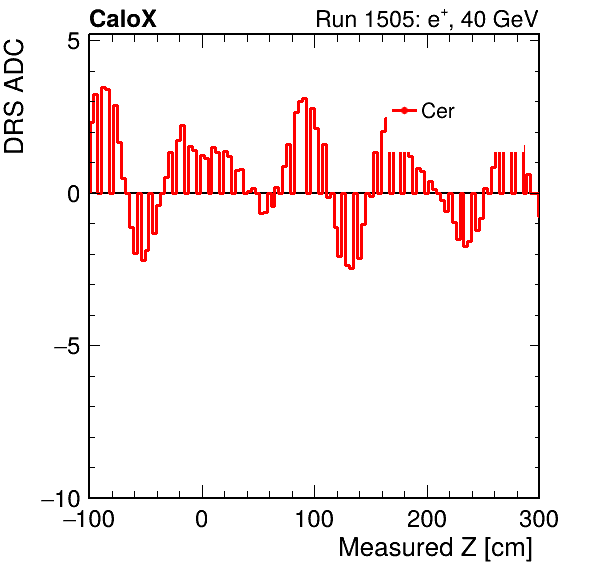 CaloX
Run 1505: e+, 40 GeV
DRS ADC
5
0
−5
−10
Cer
−100 0 100 200 300
Measured Z [cm]